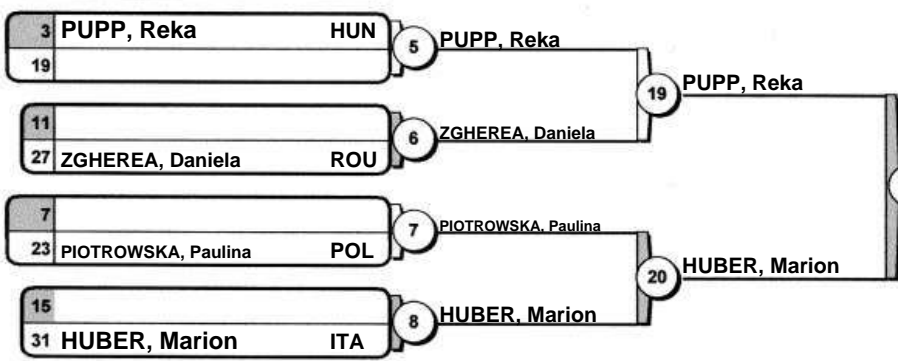 3 PUPP, Reka HUN
19
5 PUPP, Reka
19 PUPP, Reka
11
27 ZGHEREA, Daniela ROU
6 ZGHEREA, Daniela
7
23 PIOTROWSKA, Paulina POL
7 PIOTROWSKA, Paulina
20 HUBER, Marion
15
31 HUBER, Marion ITA
8 HUBER, Marion